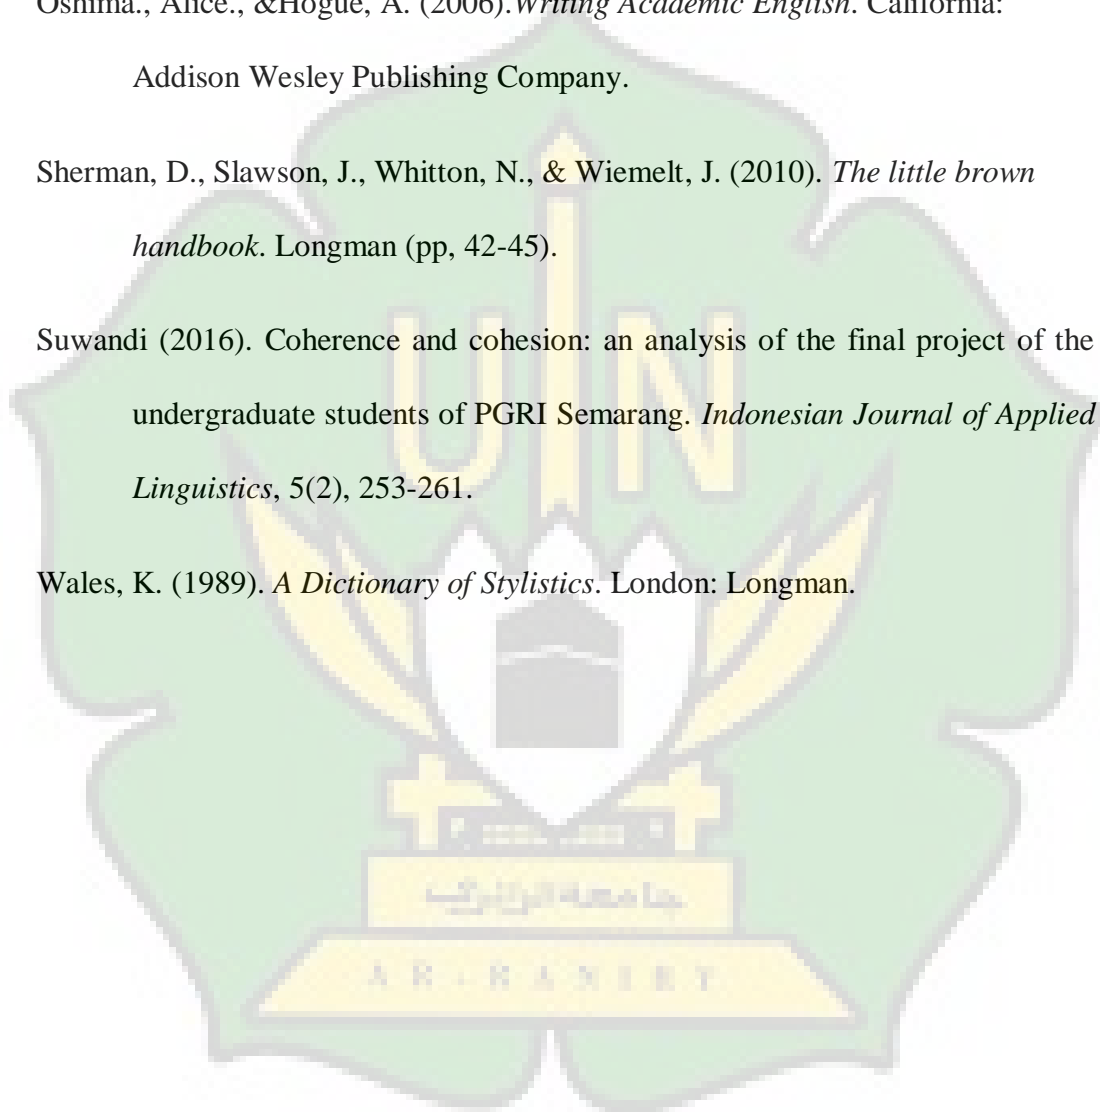 Oshima., Alice., &Hogue, A. (2006).Writing Academic English. California:
Addison Wesley Publishing Company.
Sherman, D., Slawson, J., Whitton, N., & Wiemelt, J. (2010). The little brown
handbook. Longman (pp, 42-45).
Suwandi (2016). Coherence and cohesion: an analysis of the final project of the
undergraduate students of PGRI Semarang. Indonesian Journal of Applied
Linguistics, 5(2), 253-261.
Wales, K. (1989). A Dictionary of Stylistics. London: Longman.
UIN
جامعة الرانيري
AR-RANIRY